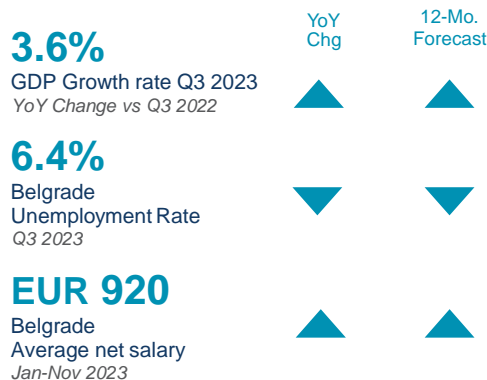 YoY
Chg
12-Mo.
Forecast
3.6%
GDP Growth rate Q3 2023
YoY Change vs Q3 2022
6.4%
Belgrade
Unemployment Rate
Q3 2023
EUR 920
Belgrade
Average net salary
Jan-Nov 2023